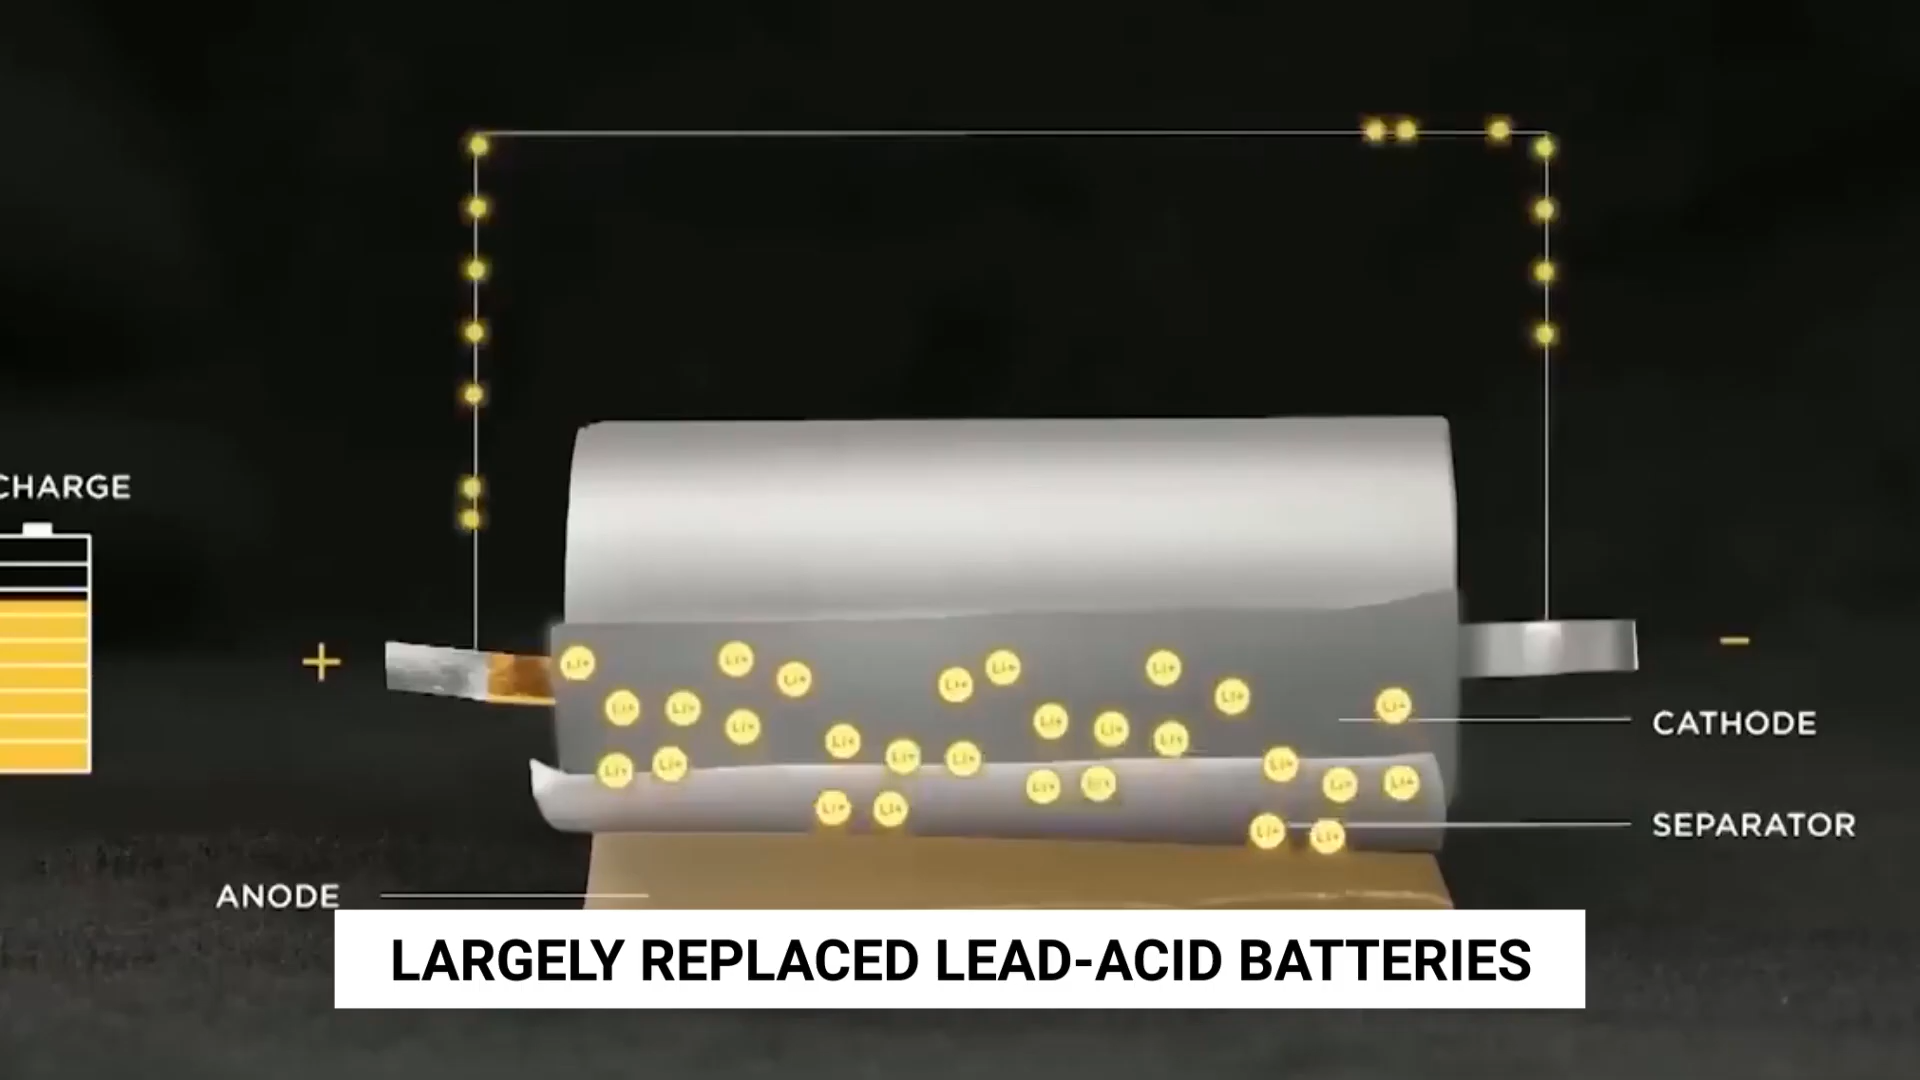 CHARGE
+
−
CATHODE
SEPARATOR
ANODE
LARGELY REPLACED LEAD-ACID BATTERIES